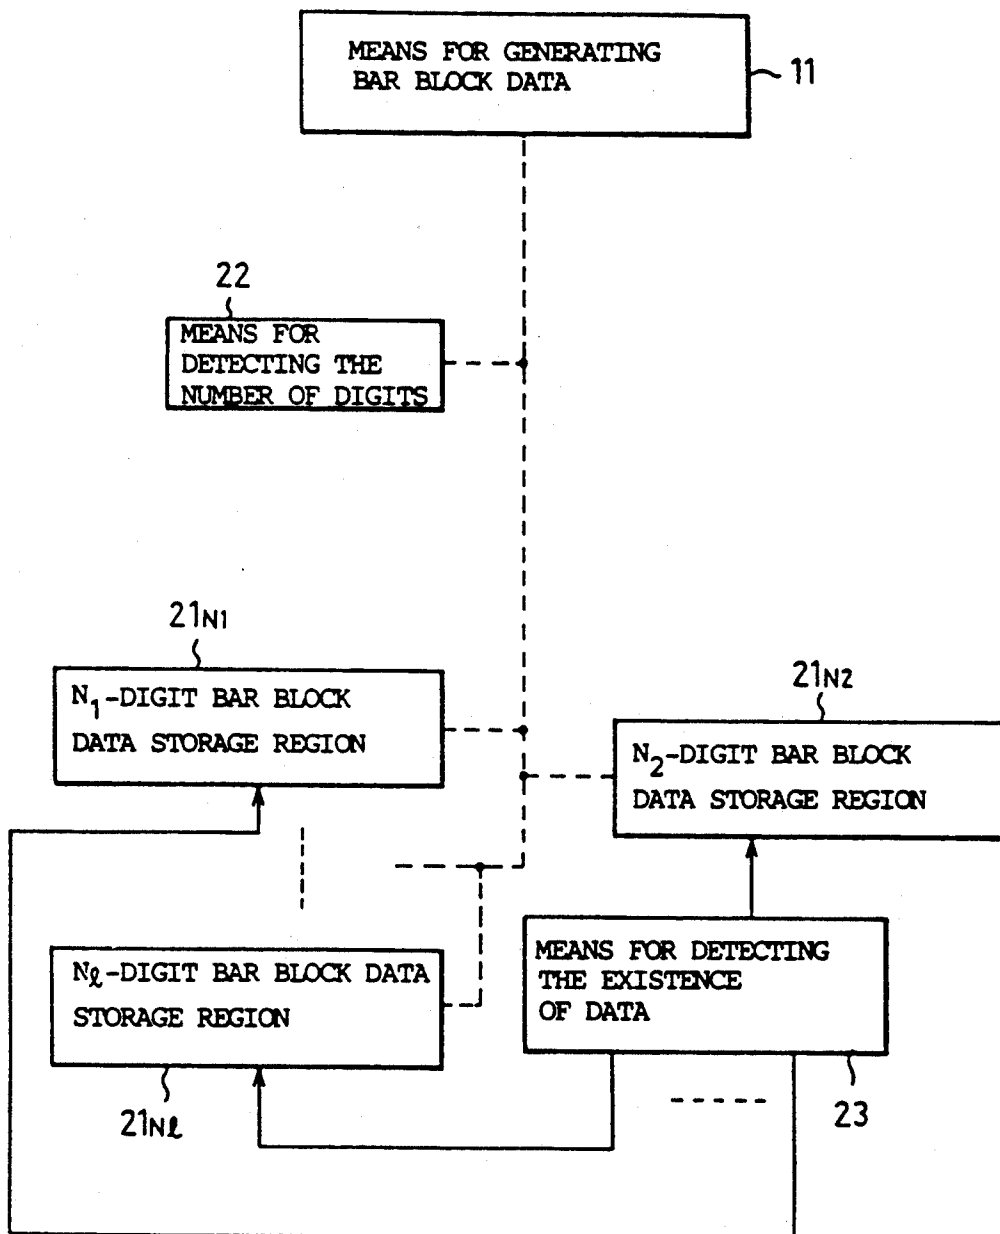 MEANS FOR GENERATING
BAR BLOCK DATA
11
22
MEANS FOR
DETECTING THE
NUMBER OF DIGITS
21N1
N1-DIGIT BAR BLOCK
DATA STORAGE REGION
21N2
N2-DIGIT BAR BLOCK
DATA STORAGE REGION
Nℓ-DIGIT BAR BLOCK DATA
STORAGE REGION
21Nℓ
MEANS FOR DETECTING
THE EXISTENCE
OF DATA
23